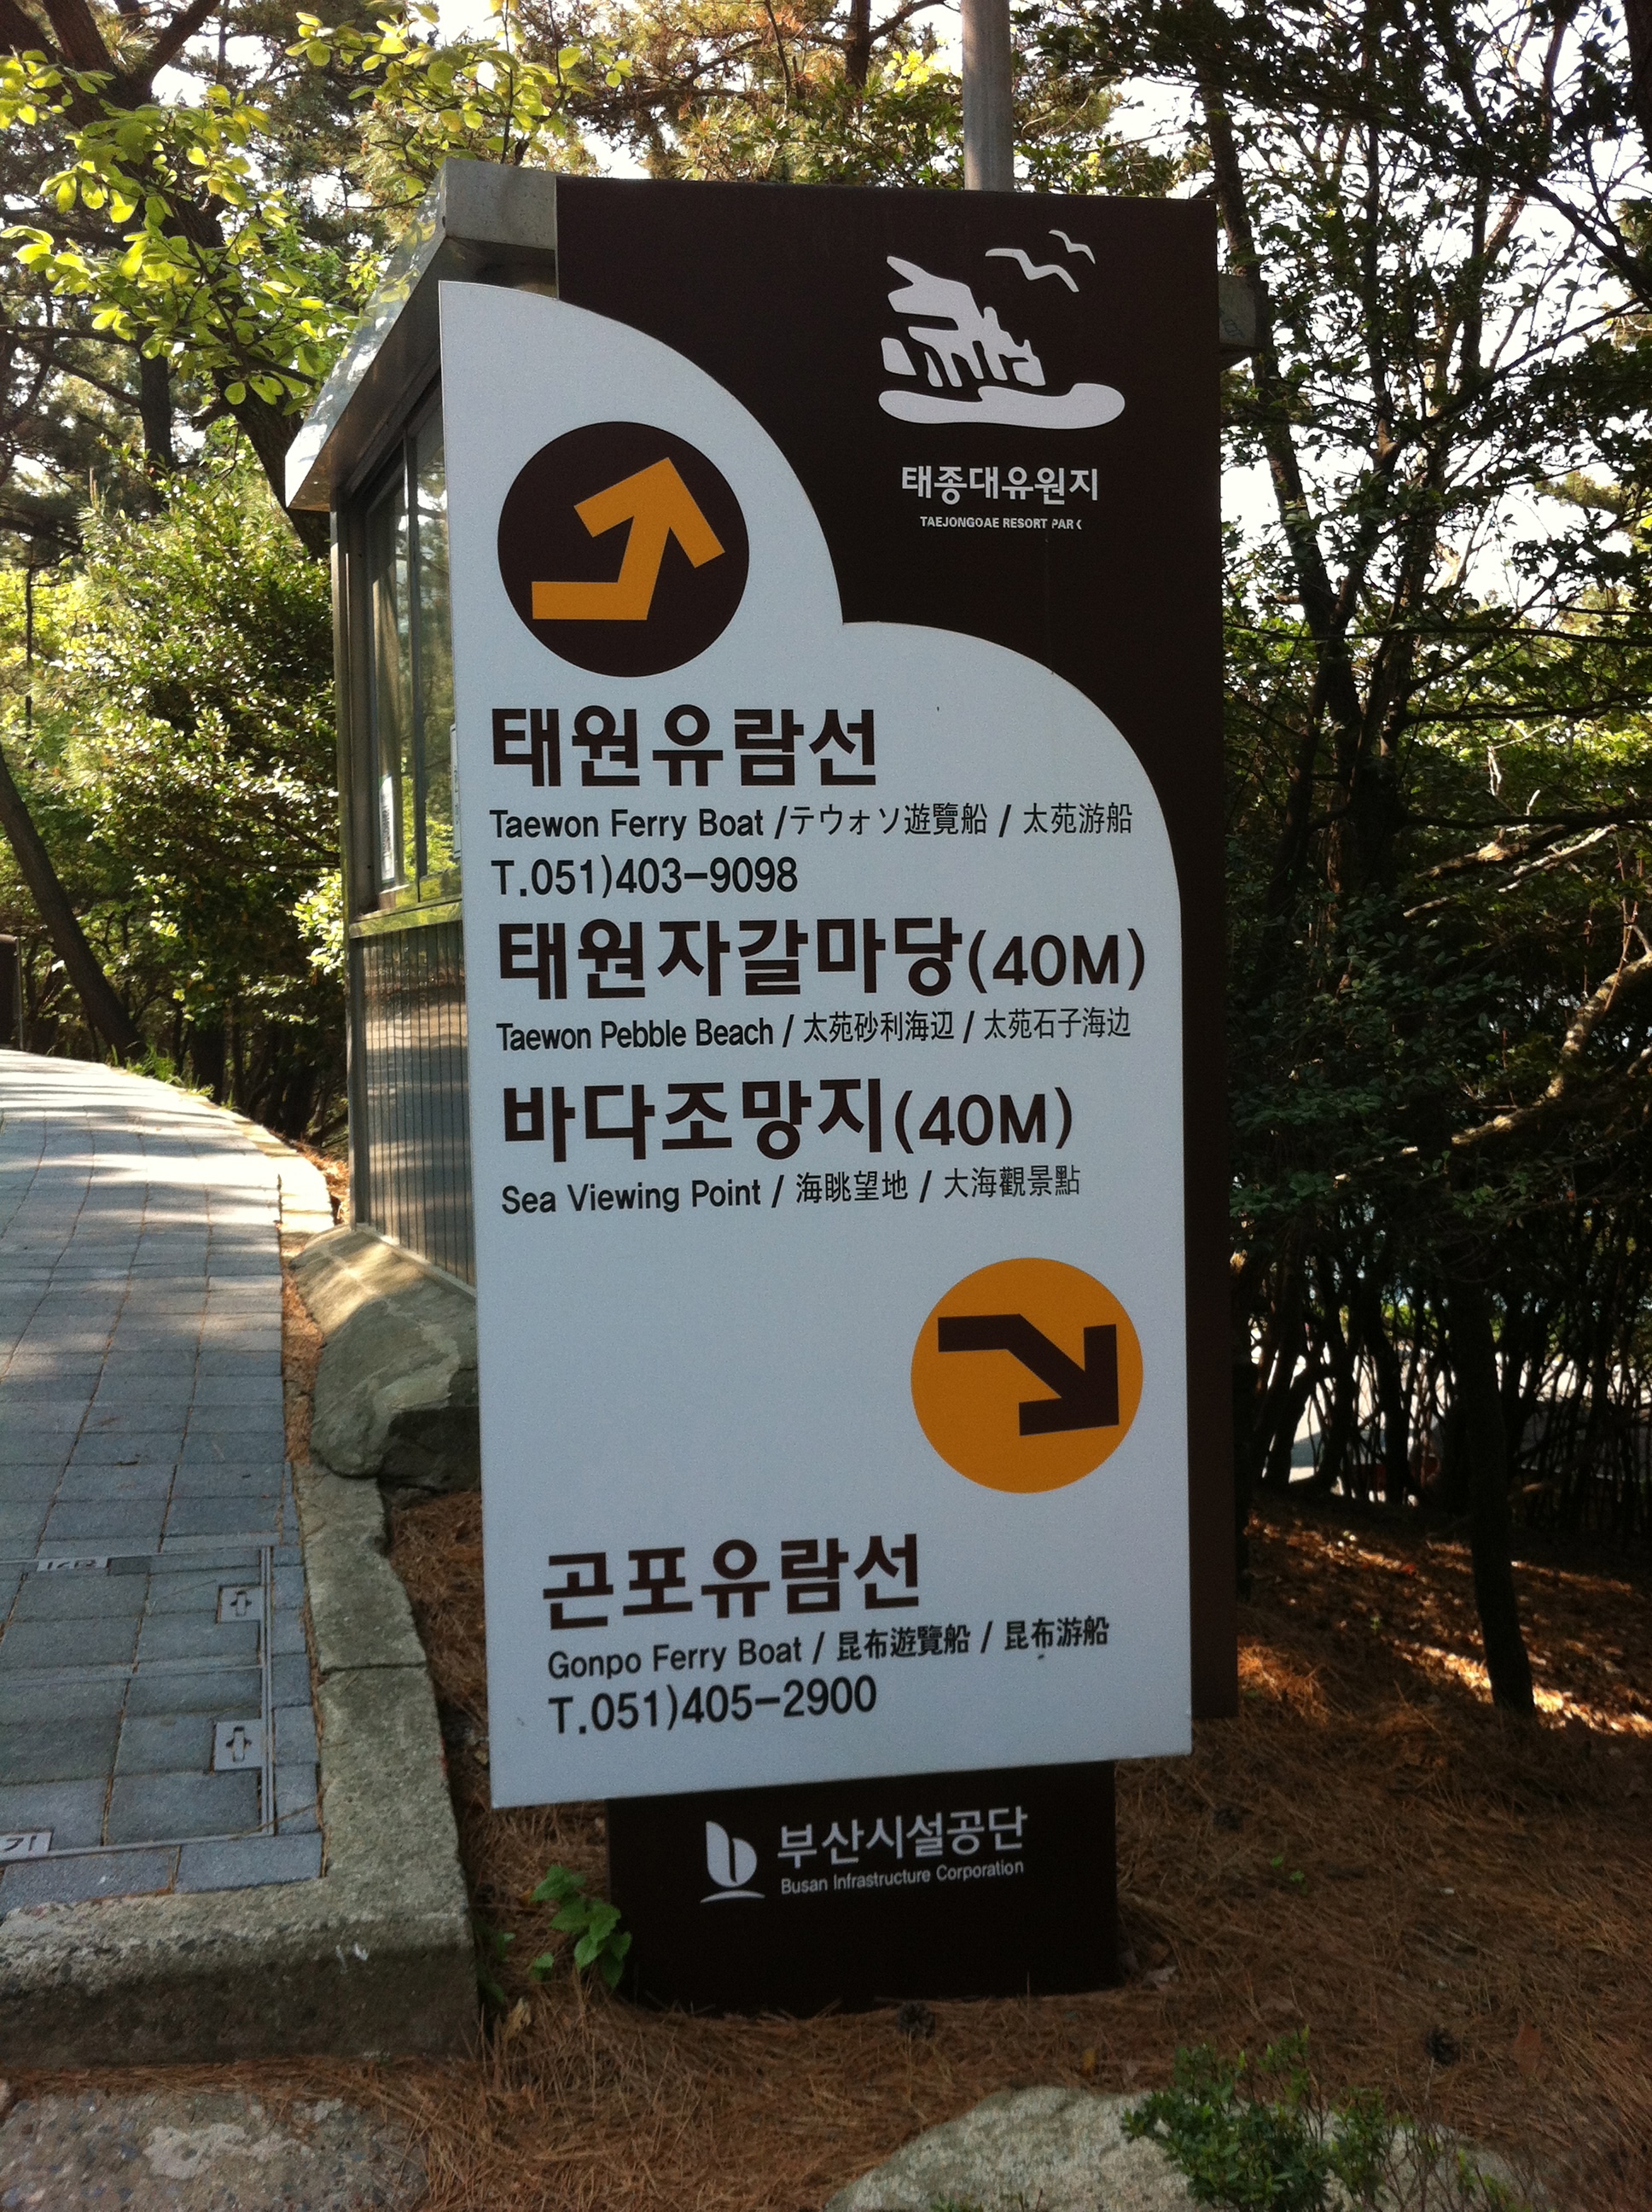 태종대유원지
TAEJONGDAE RESORT PARK
태원유람선
Taewon Ferry Boat /テウォソ遊覽船 / 太苑游船
T.051)403-9098
태원자갈마당(40M)
Taewon Pebble Beach / 太苑砂利海辺 / 太苑石子海边
바다조망지(40M)
Sea Viewing Point / 海眺望地 / 大海觀景點
곤포유람선
Gonpo Ferry Boat / 昆布遊覽船 / 昆布游船
T.051)405-2900
부산시설공단
Busan Infrastructure Corporation